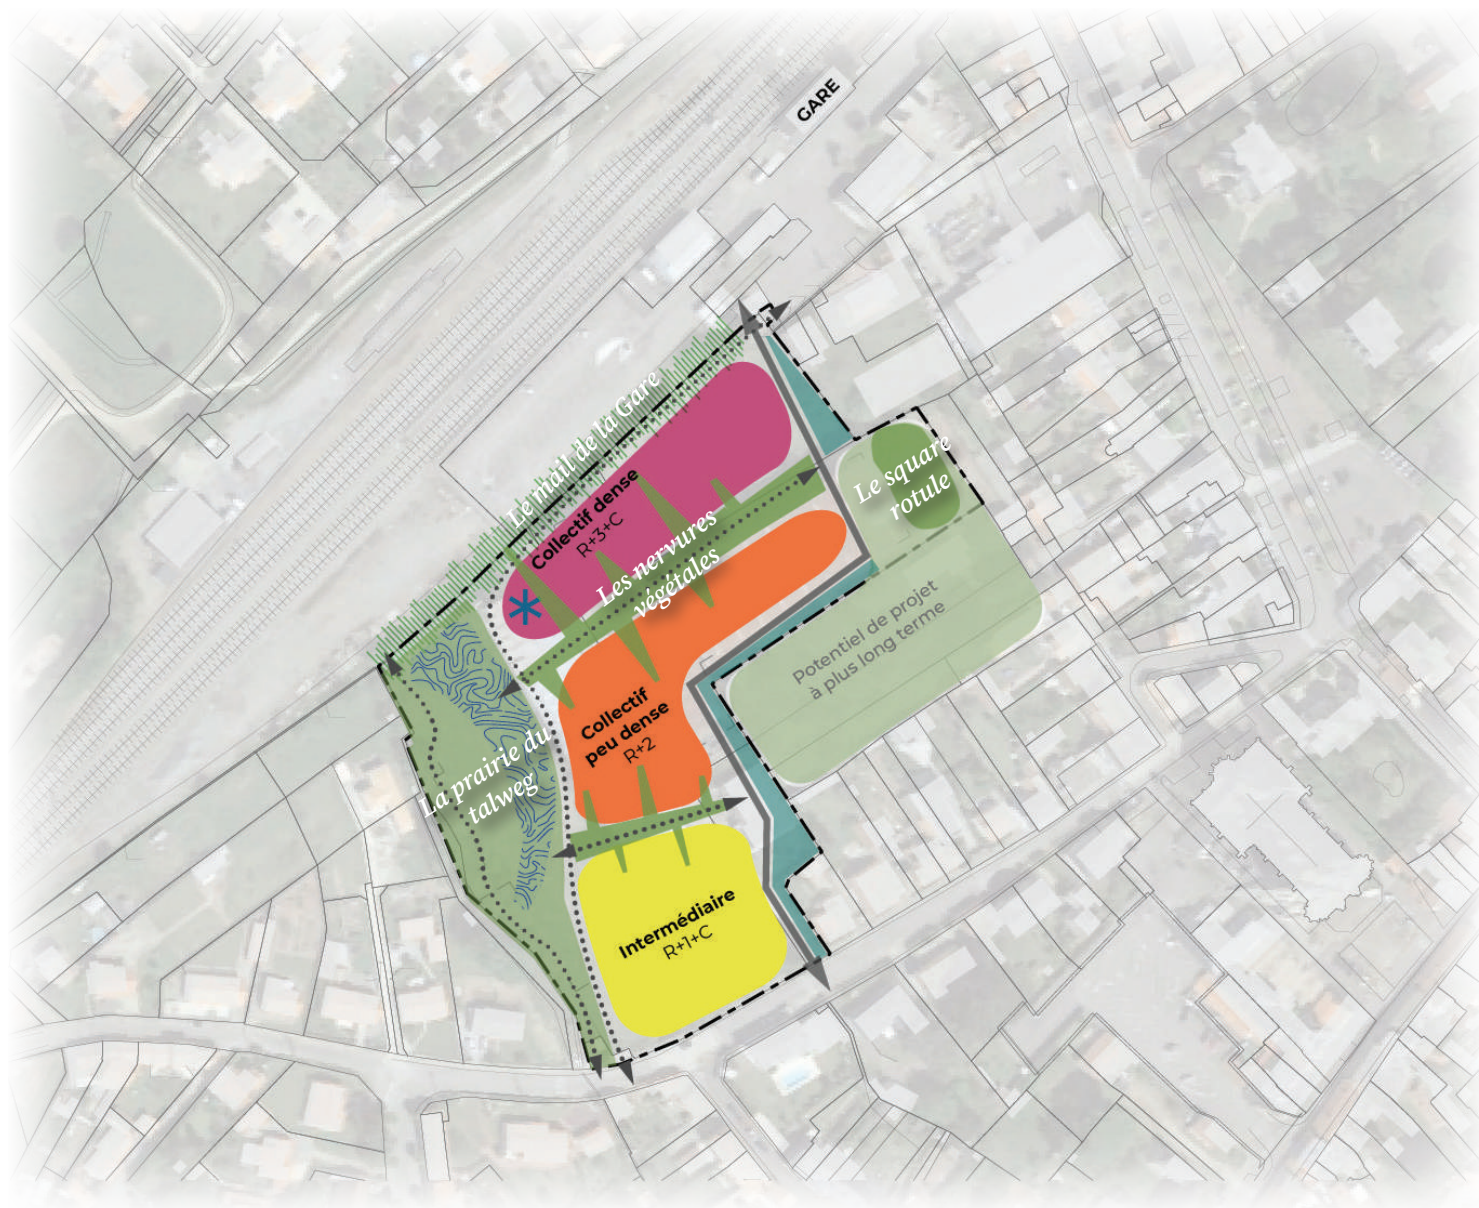 GARE
Le mail de la Gare
Collectif dense
R+3+C
Le square
rotule
Les nervures
végétales
Potentiel de projet
à plus long terme
Collectif
peu dense
R+2
La prairie du
talweg
Intermédiaire
R+1+C